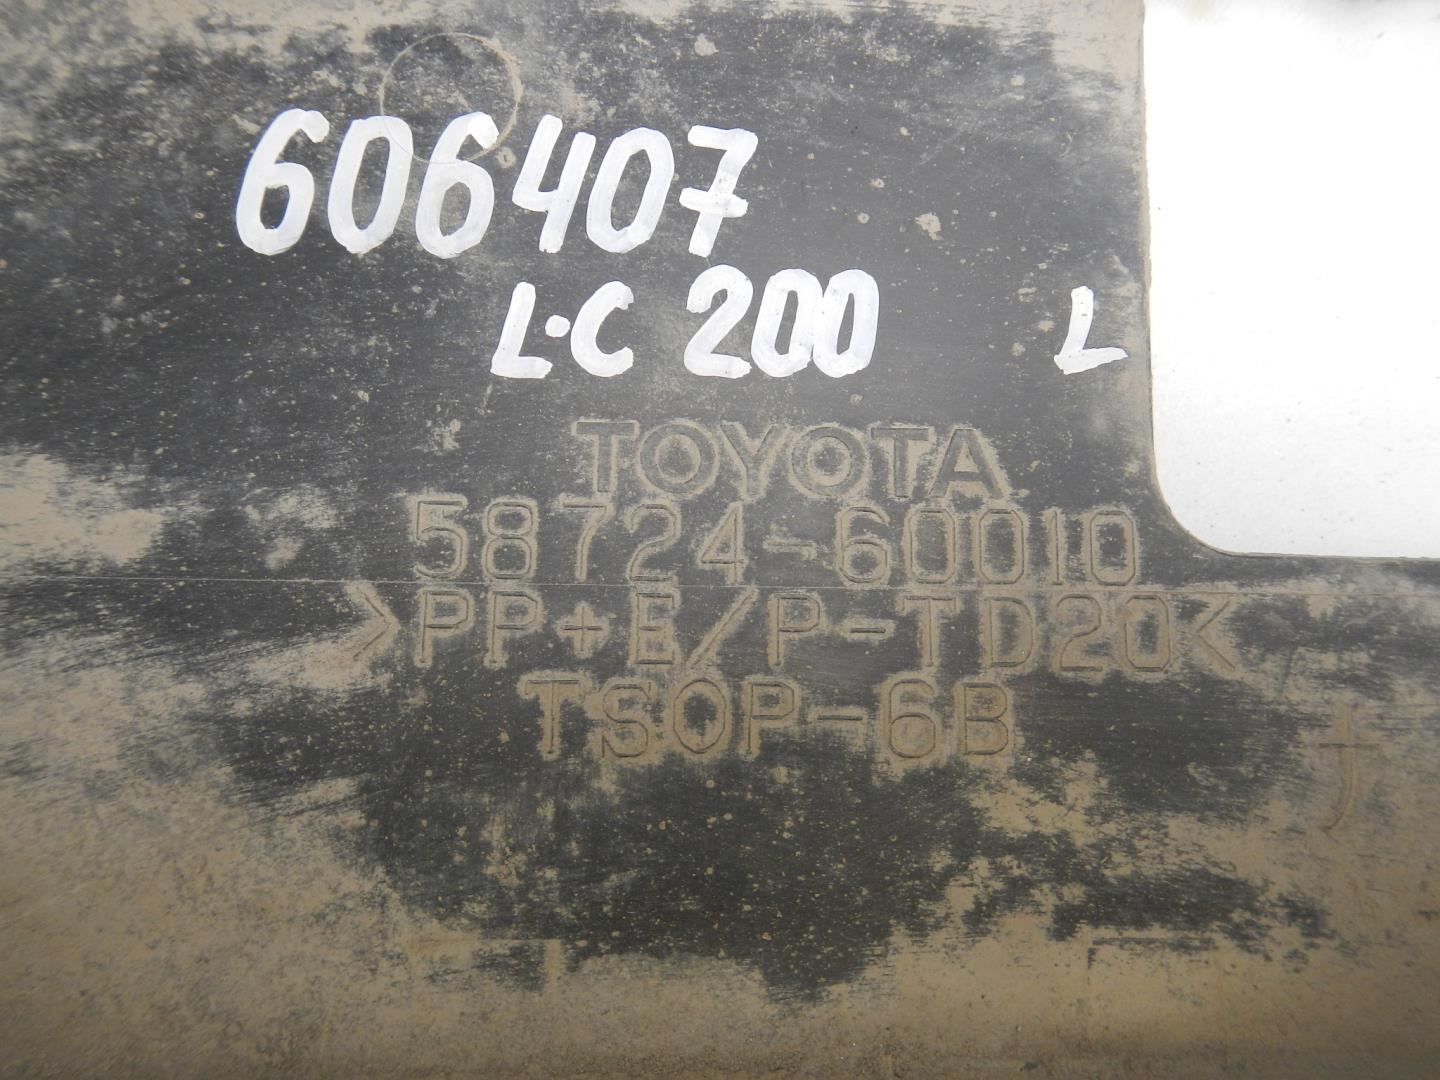 606407
L·C 200 L
TOYOTA
58724-60010
>PP+E/P-TD20<
TSOP-6B